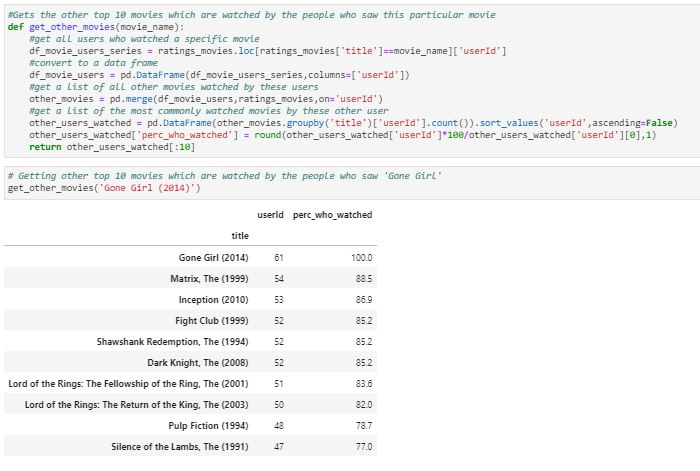 #Gets the other top 10 movies which are watched by the people who saw this particular movie
def get_other_movies(movie_name):
    #get all users who watched a specific movie
    df_movie_users_series = ratings_movies.loc[ratings_movies['title']==movie_name]['userId']
    #convert to a data frame
    df_movie_users = pd.DataFrame(df_movie_users_series,columns=['userId'])
    #get a list of all other movies watched by these users
    other_movies = pd.merge(df_movie_users,ratings_movies,on='userId')
    #get a list of the most commonly watched movies by these other user
    other_users_watched = pd.DataFrame(other_movies.groupby('title')['userId'].count()).sort_values('userId',ascending=False)
    other_users_watched['perc_who_watched'] = round(other_users_watched['userId']*100/other_users_watched['userId'][0],1)
    return other_users_watched[:10]
# Getting other top 10 movies which are watched by the people who saw 'Gone Girl'
get_other_movies('Gone Girl (2014)')
userId perc_who_watched
title
Gone Girl (2014) 61 100.0
Matrix, The (1999) 54 88.5
Inception (2010) 53 86.9
Fight Club (1999) 52 85.2
Shawshank Redemption, The (1994) 52 85.2
Dark Knight, The (2008) 52 85.2
Lord of the Rings: The Fellowship of the Ring, The (2001) 51 83.6
Lord of the Rings: The Return of the King, The (2003) 50 82.0
Pulp Fiction (1994) 48 78.7
Silence of the Lambs, The (1991) 47 77.0